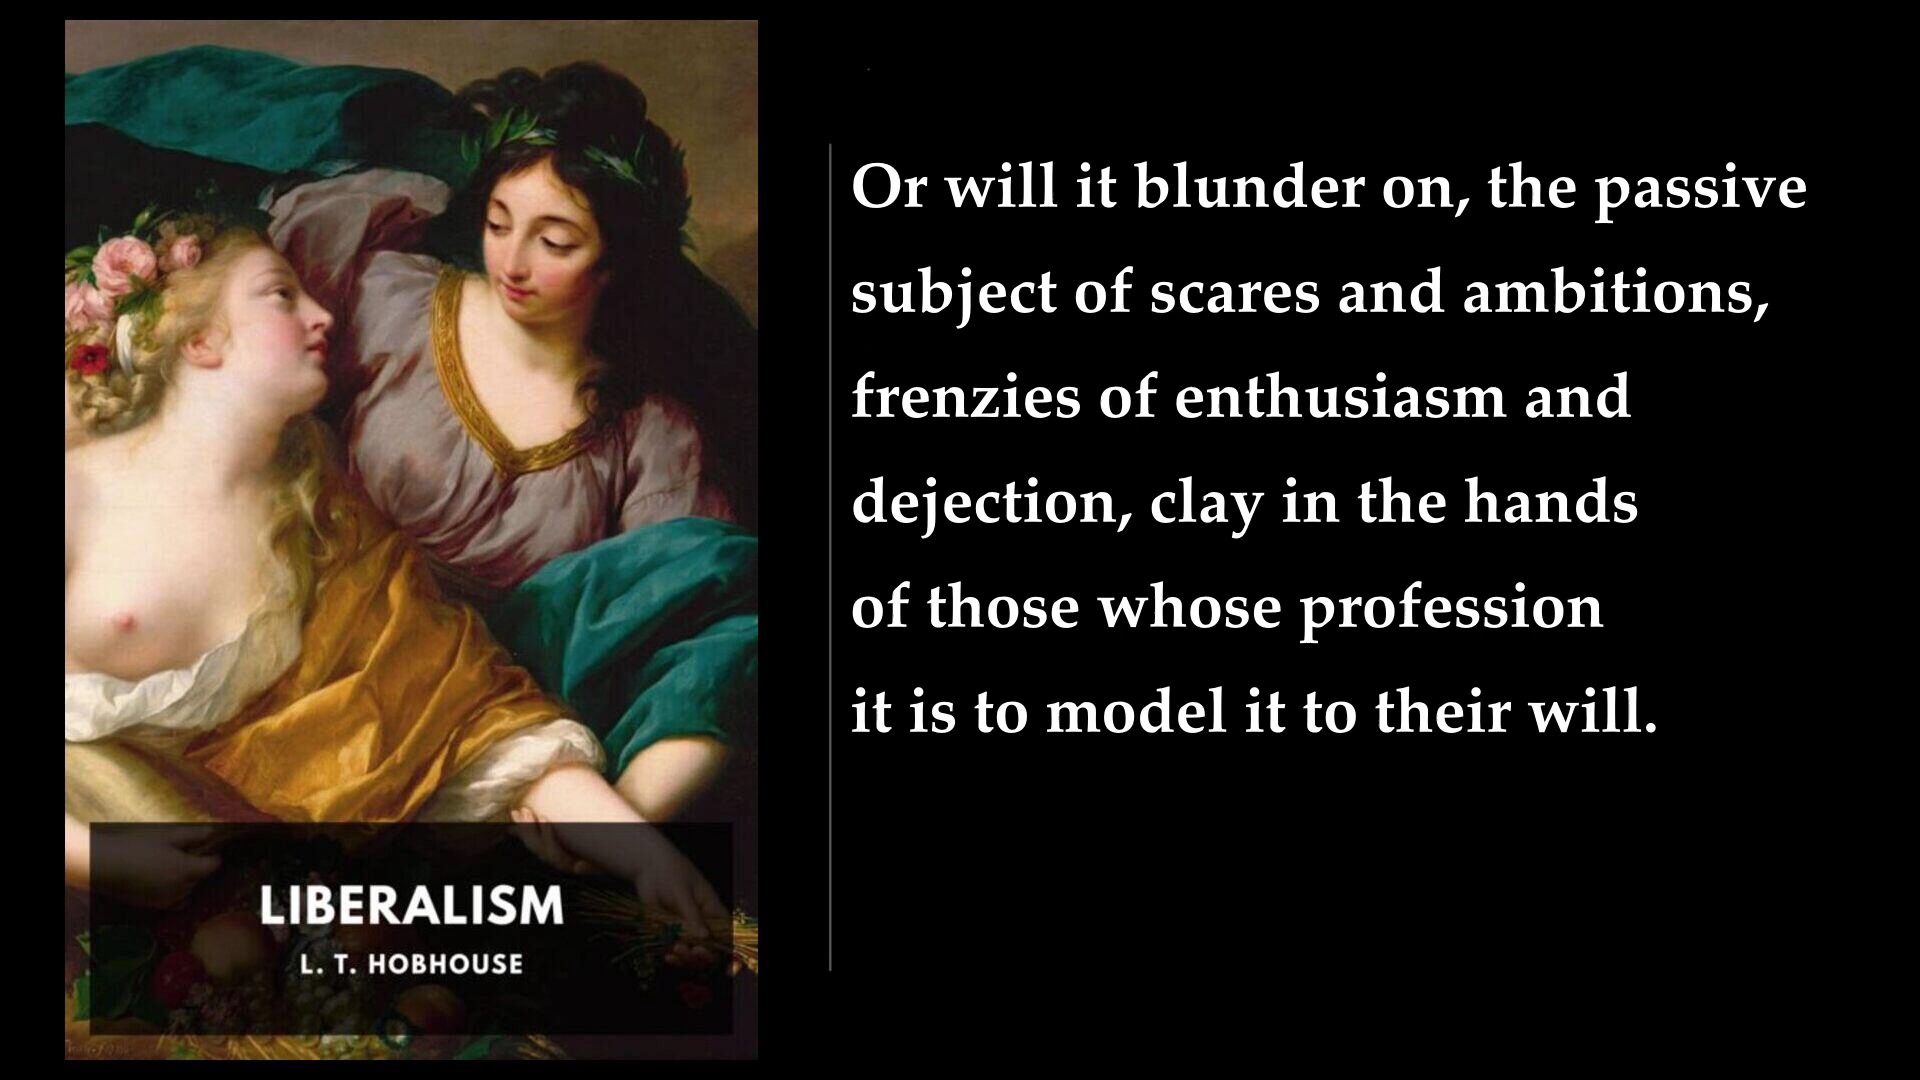 Or will it blunder on, the passive
subject of scares and ambitions,
frenzies of enthusiasm and
dejection, clay in the hands
of those whose profession
it is to model it to their will.
LIBERALISM
L. T. HOBHOUSE